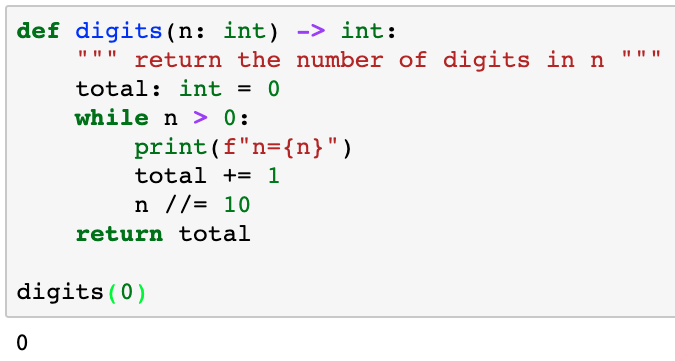 def digits(n: int) -> int:
    """ return the number of digits in n """
    total: int = 0
    while n > 0:
        print(f"n={n}")
        total += 1
        n //= 10
    return total

digits(0)
0